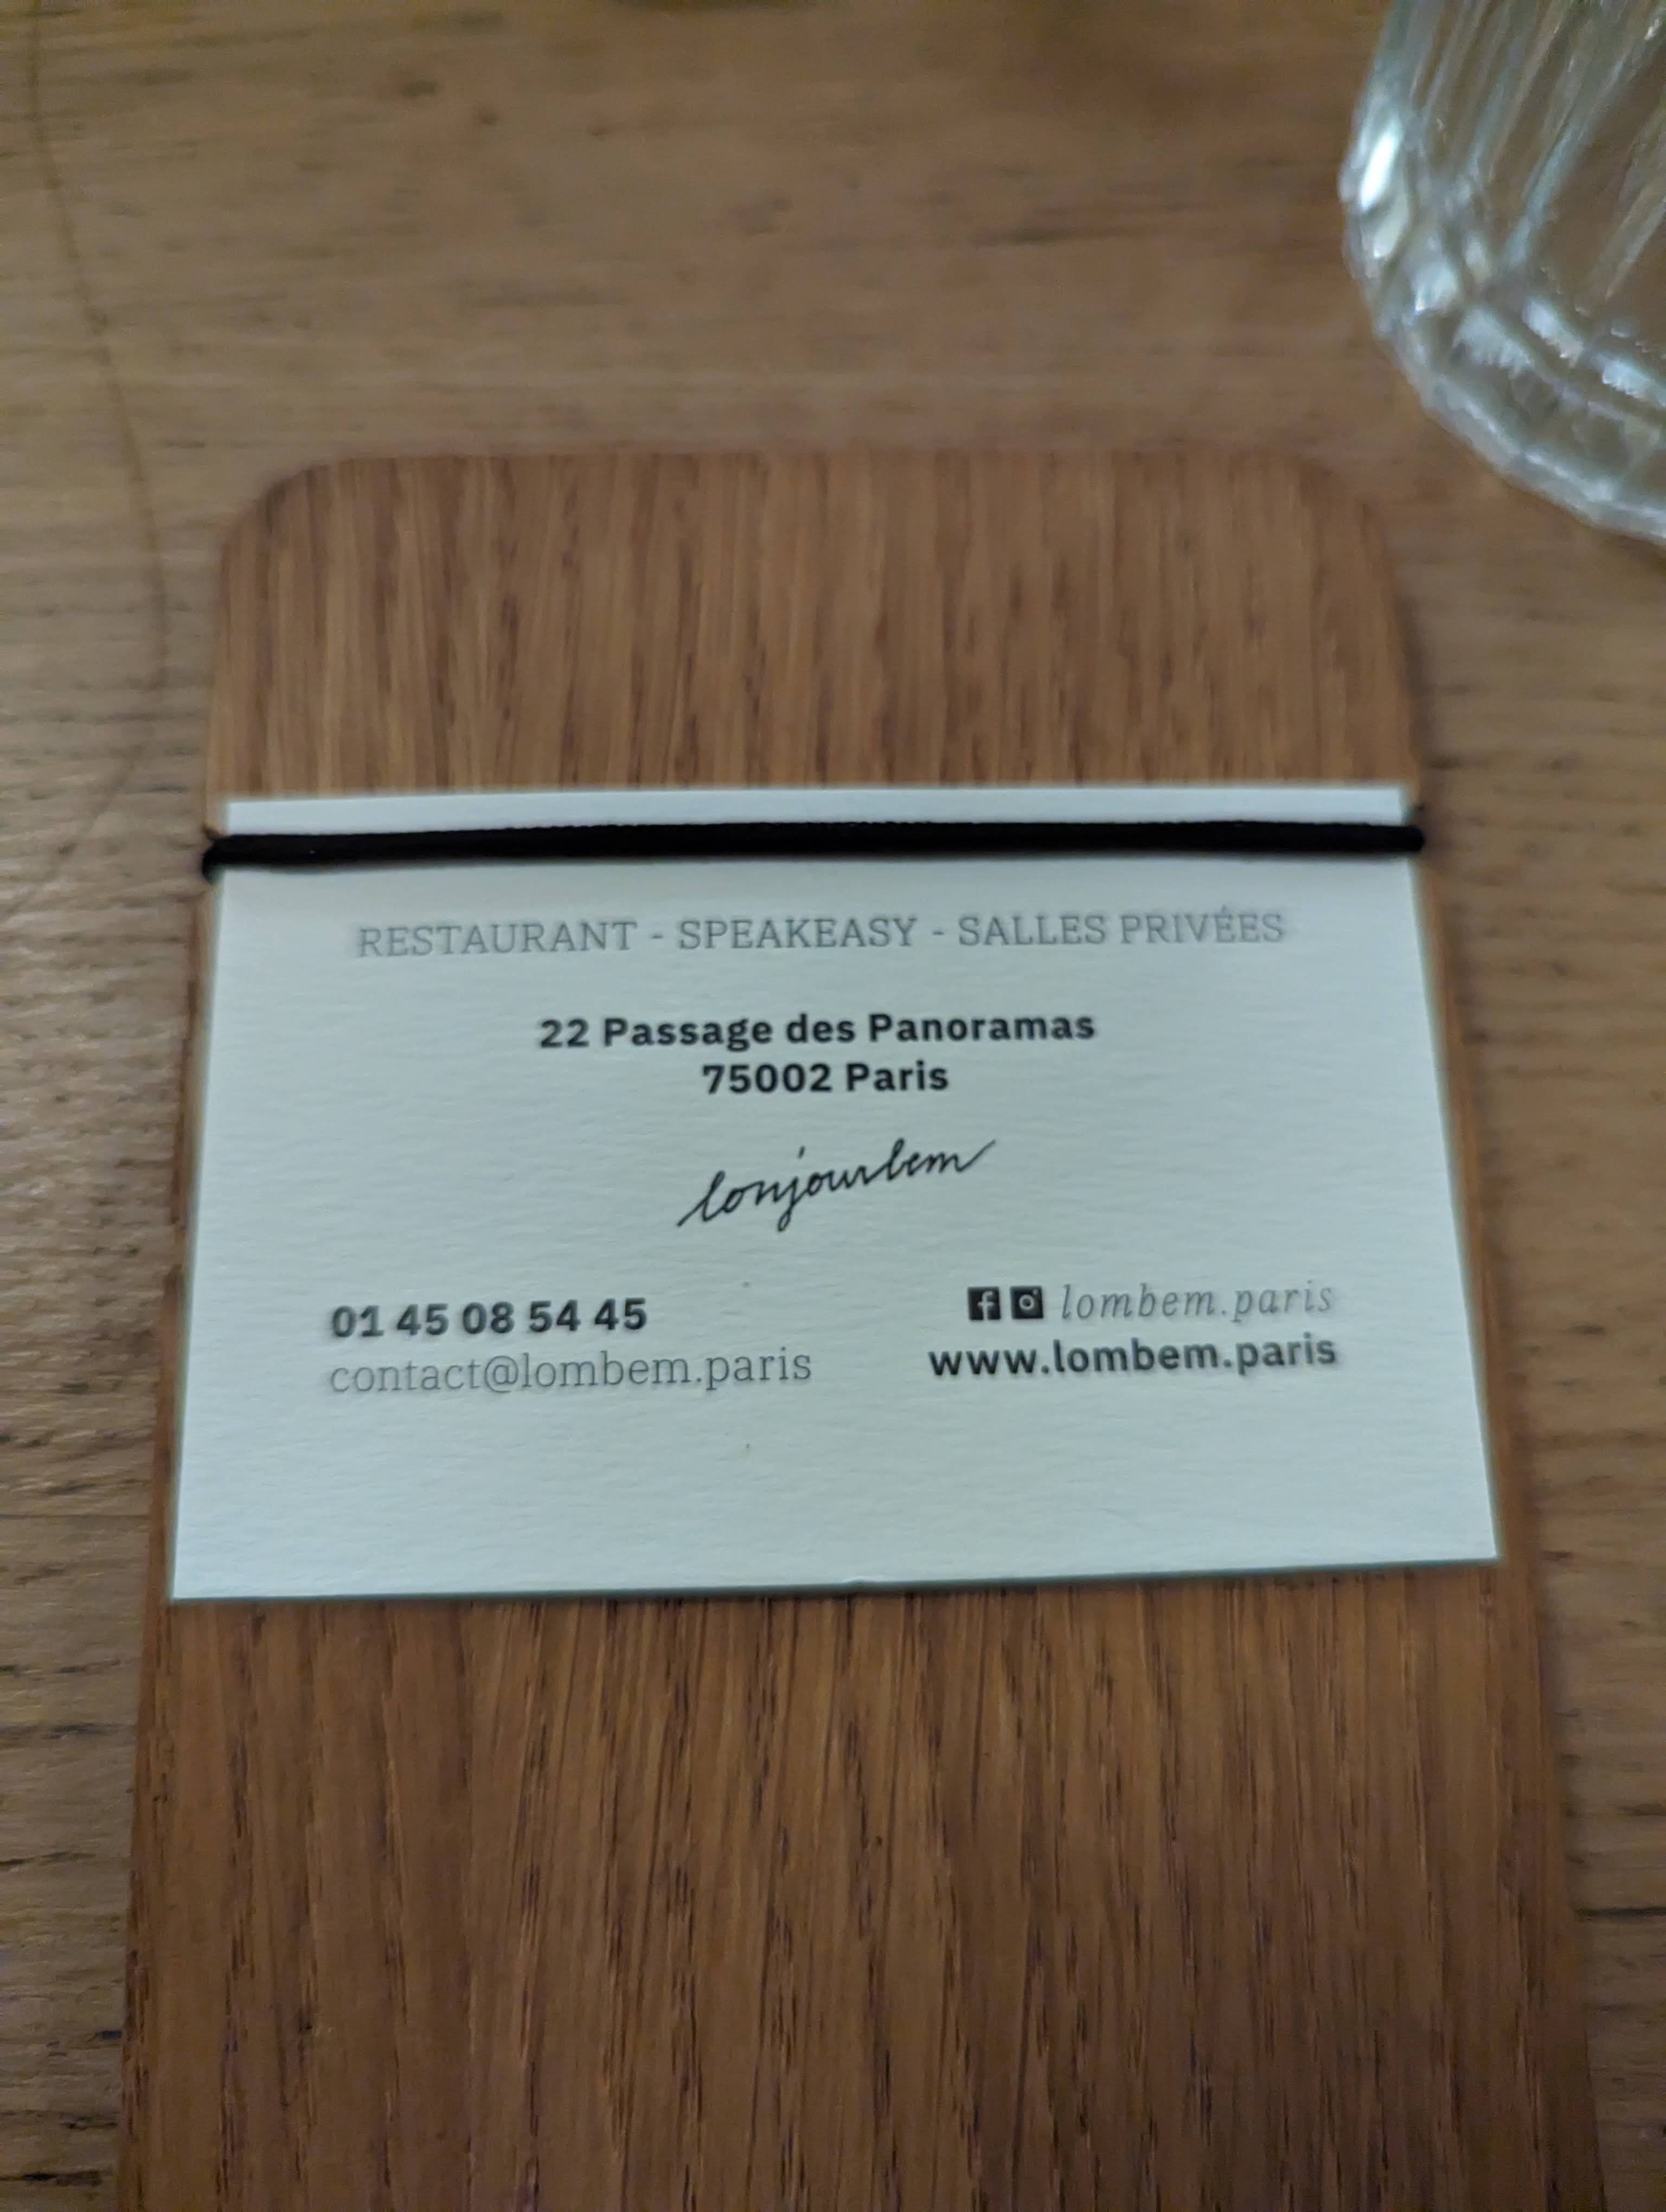 RESTAURANT - SPEAKEASY - SALLES PRIVÉES
22 Passage des Panoramas
75002 Paris
lonjourbem
01 45 08 54 45
contact@lombem.paris
lombem.paris
www.lombem.paris